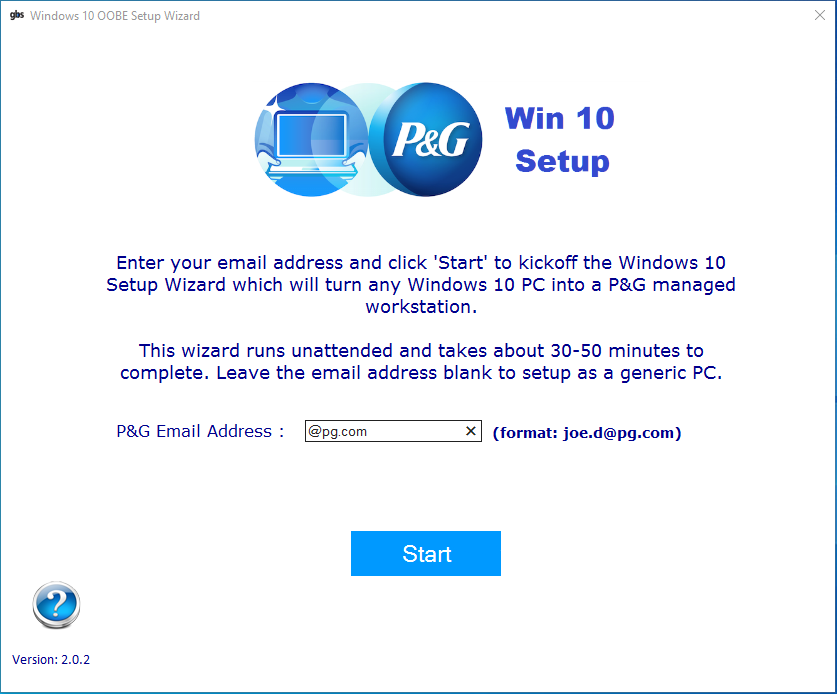 gbs Windows 10 OOBE Setup Wizard
P&G
Win 10
Setup
Enter your email address and click 'Start' to kickoff the Windows 10
Setup Wizard which will turn any Windows 10 PC into a P&G managed
workstation.
This wizard runs unattended and takes about 30-50 minutes to
complete. Leave the email address blank to setup as a generic PC.
P&G Email Address : @pg.com (format: joe.d@pg.com)
Start
?
Version: 2.0.2